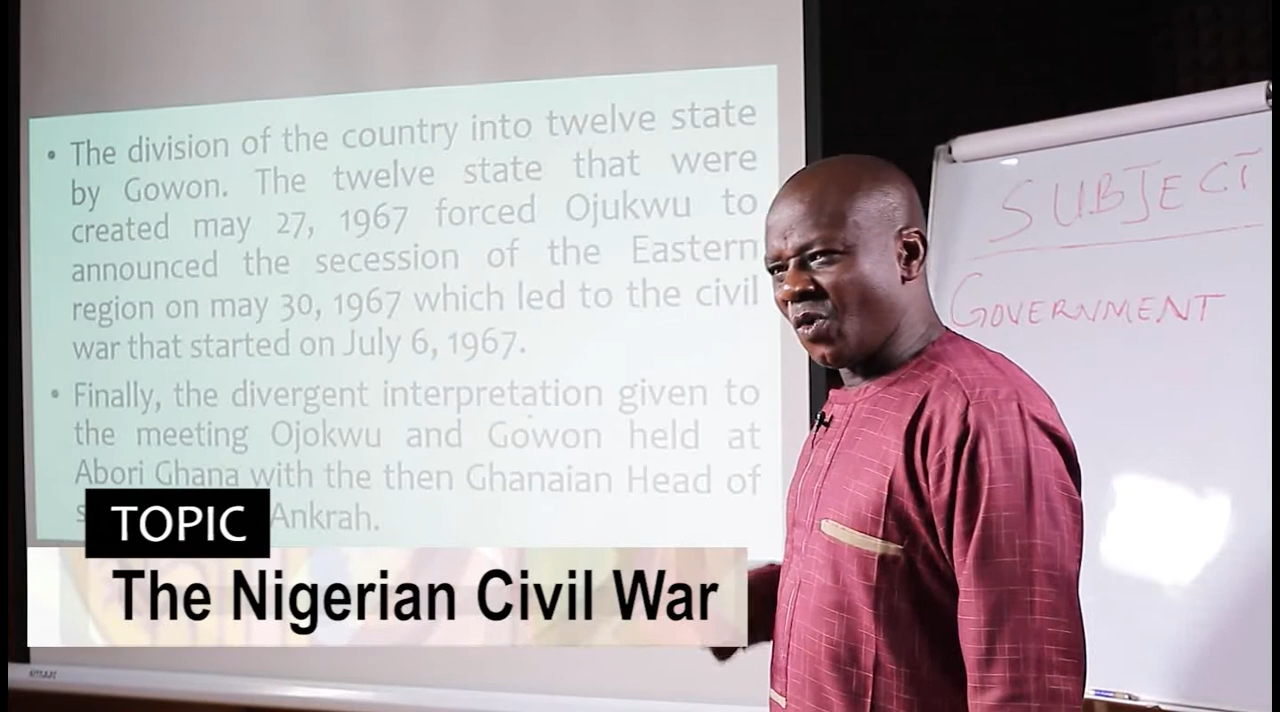 • The division of the country into twelve state
by Gowon. The twelve state that were
created may 27, 1967 forced Ojukwu to
announced the secession of the Eastern
region on may 30, 1967 which led to the civil
war that started on July 6, 1967.
• Finally, the divergent interpretation given to
the meeting Ojokwu and Gowon held at
Abori Ghana with the then Ghanaian Head of
Ankrah.
TOPIC
The Nigerian Civil War
SUBJECT
GOVERNMENT